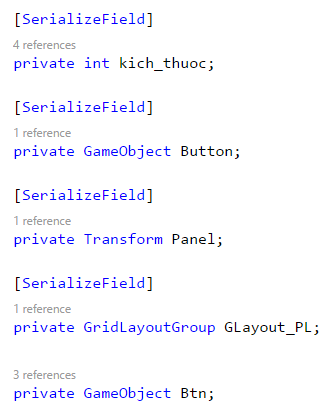 [SerializeField]
4 references
private int kich_thuoc;
[SerializeField]
1 reference
private GameObject Button;
[SerializeField]
1 reference
private Transform Panel;
[SerializeField]
1 reference
private GridLayoutGroup GLayout_PL;
3 references
private GameObject Btn;